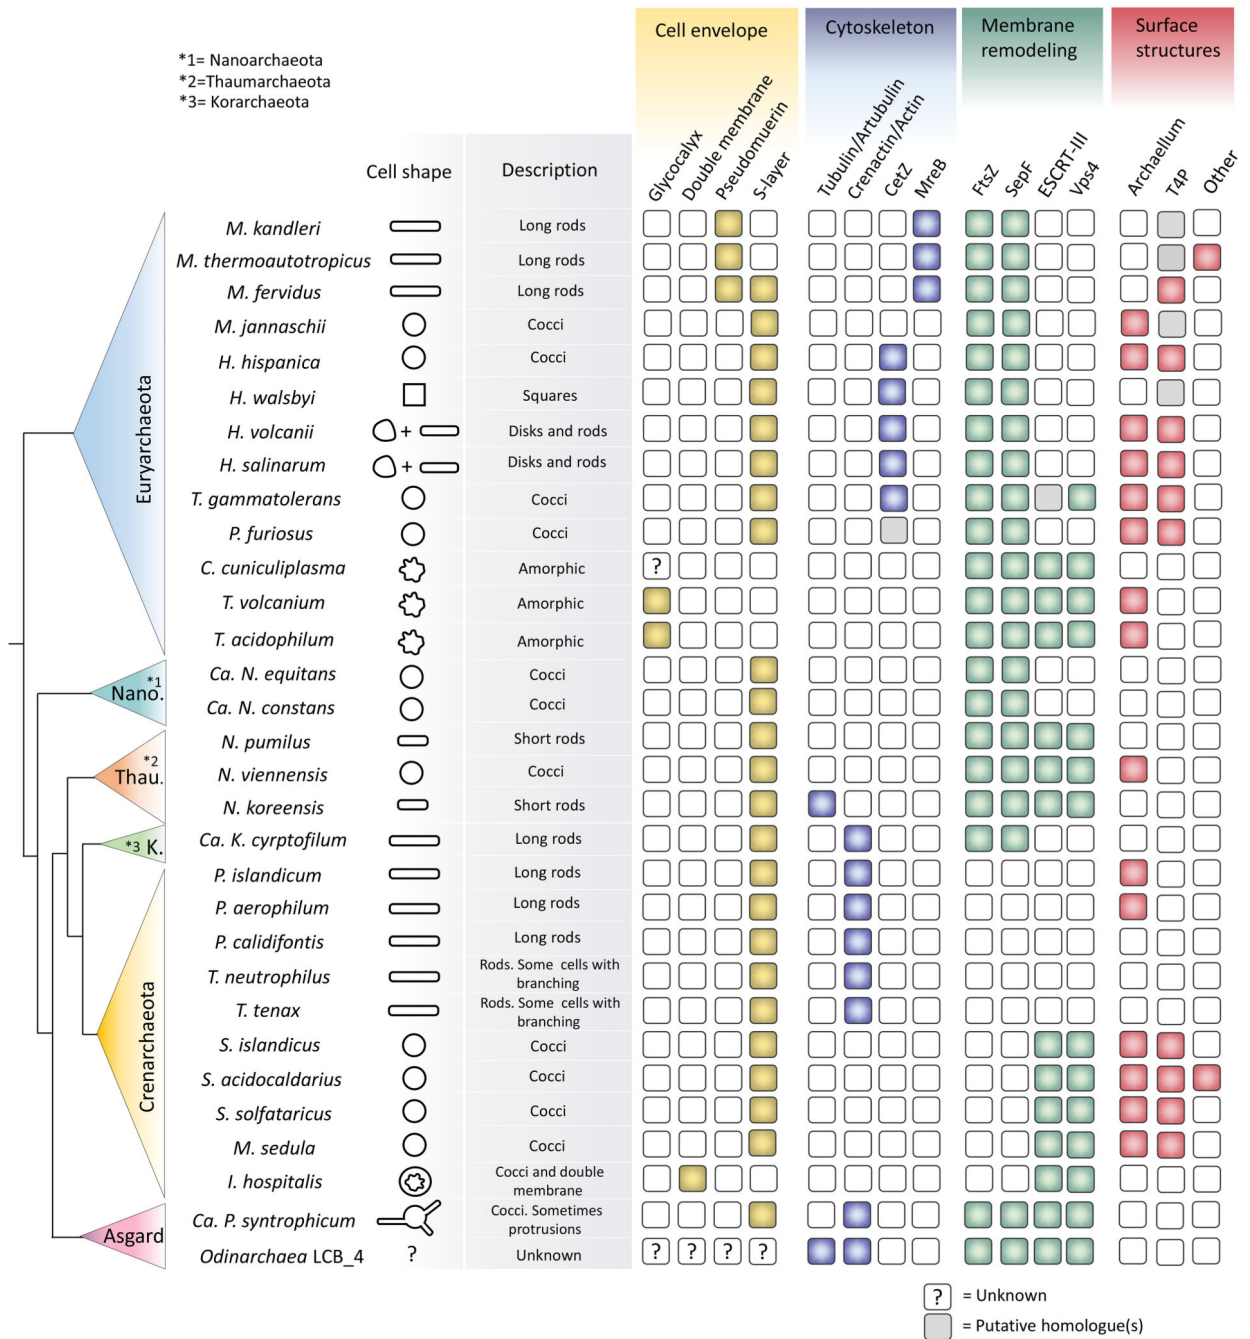 *1= Nanoarchaeota
*2=Thaumarchaeota
*3= Korarchaeota
Cell envelope
Cytoskeleton
Membrane
remodeling
Surface
structures
Cell shape
Description
Glycocalyx
Double membrane
Pseudomuerin
S-layer
Tubulin/Artubulin
Crenactin/Actin
CetZ
MreB
FtsZ
SepF
ESCRT-III
Vps4
Archaellum
T4P
Other
Euryarchaeota
M. kandleri
Long rods
M. thermoautotropicus
Long rods
M. fervidus
Long rods
M. jannaschii
Cocci
H. hispanica
Cocci
H. walsbyi
Squares
H. volcanii
+
Disks and rods
H. salinarum
+
Disks and rods
T. gammatolerans
Cocci
P. furiosus
Cocci
C. cuniculiplasma
Amorphic
?
T. volcanium
Amorphic
T. acidophilum
Amorphic
*1
Nano.
Ca. N. equitans
Cocci
Ca. N. constans
Cocci
*2
Thau.
N. pumilus
Short rods
N. viennensis
Cocci
N. koreensis
Short rods
*3 K.
Ca. K. cyrptofilum
Long rods
Crenarchaeota
P. islandicum
Long rods
P. aerophilum
Long rods
P. calidifontis
Long rods
T. neutrophilus
Rods. Some cells with
branching
T. tenax
Rods. Some cells with
branching
S. islandicus
Cocci
S. acidocaldarius
Cocci
S. solfataricus
Cocci
M. sedula
Cocci
I. hospitalis
Cocci and double
membrane
Asgard
Ca. P. syntrophicum
Cocci. Sometimes
protrusions
Odinarchaea LCB_4
?
Unknown
? ? ? ?
? = Unknown
= Putative homologue(s)